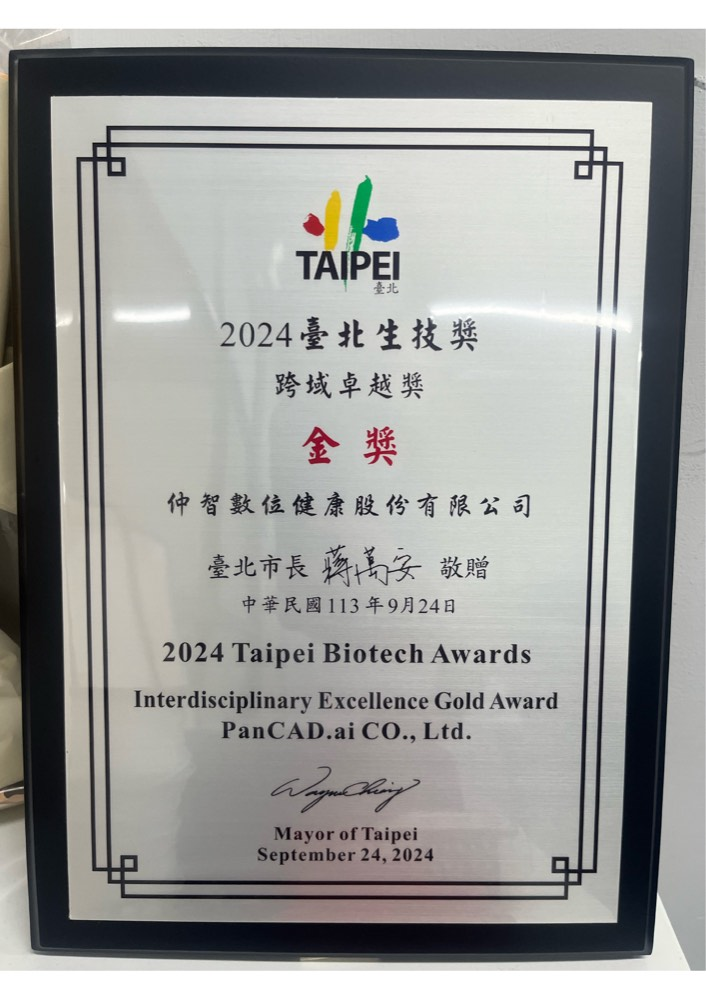 TAIPEI
臺北
2024臺北生技獎
跨域卓越獎
金獎
仲智數位健康股份有限公司
臺北市長 蔣萬安 敬贈
中華民國113年9月24日
2024 Taipei Biotech Awards
Interdisciplinary Excellence Gold Award
PanCAD.ai CO., Ltd.
Wayne Chiang
Mayor of Taipei
September 24, 2024